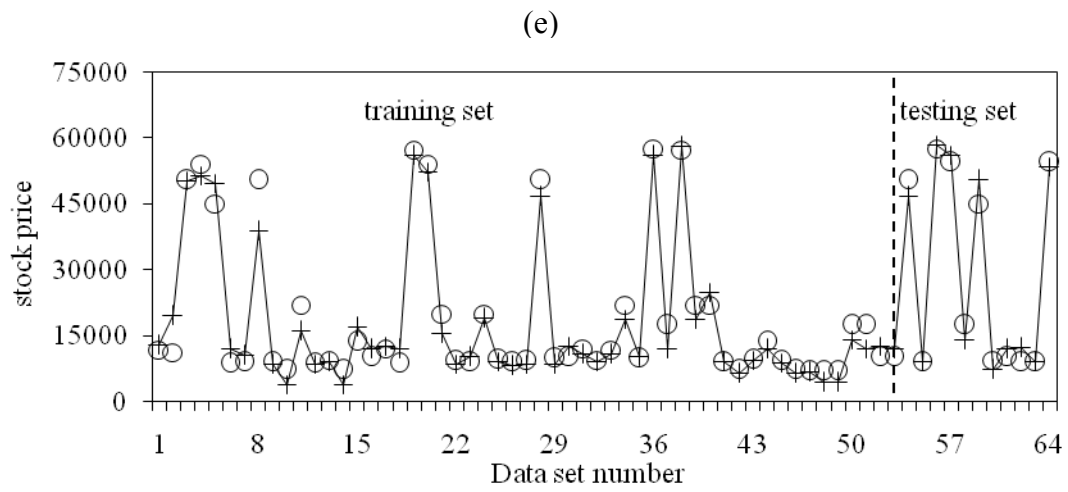 (e)
75000
training set
testing set
60000
45000
30000
15000
0
stock price
1 8 15 22 29 36 43 50 57 64
Data set number